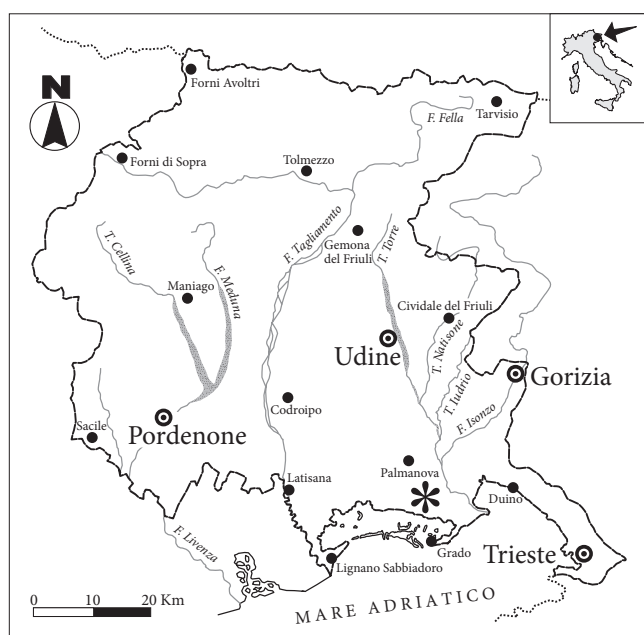 N
Forni Avoltri
F. Fella
Tarvisio
Forni di Sopra
Tolmezzo
T. Cellina
F. Meduna
F. Tagliamento
Gemona
del Friuli
T. Torre
Maniago
Cividale del Friuli
Udine
T. Natisone
T. Iudrio
Gorizia
F. Isonzo
Codroipo
Sacile
Pordenone
Palmanova
*
Latisana
Duino
F. Livenza
Grado
Trieste
Lignano Sabbiadoro
MARE ADRIATICO
0 10 20 Km